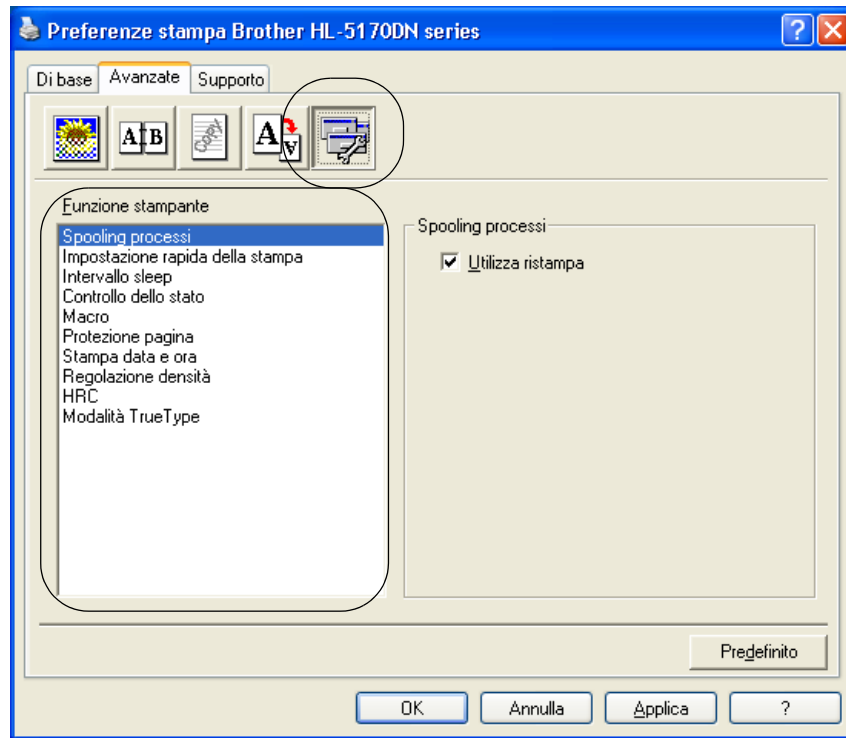 Preferenze stampa Brother HL-5170DN series
Di base Avanzate Supporto
A B COPY A A
Funzione stampante
Spooling processi
Impostazione rapida della stampa
Intervallo sleep
Controllo dello stato
Macro
Protezione pagina
Stampa data e ora
Regolazione densità
HRC
Modalità TrueType
Spooling processi
Utilizza ristampa
Predefinito
OK Annulla Applica ?